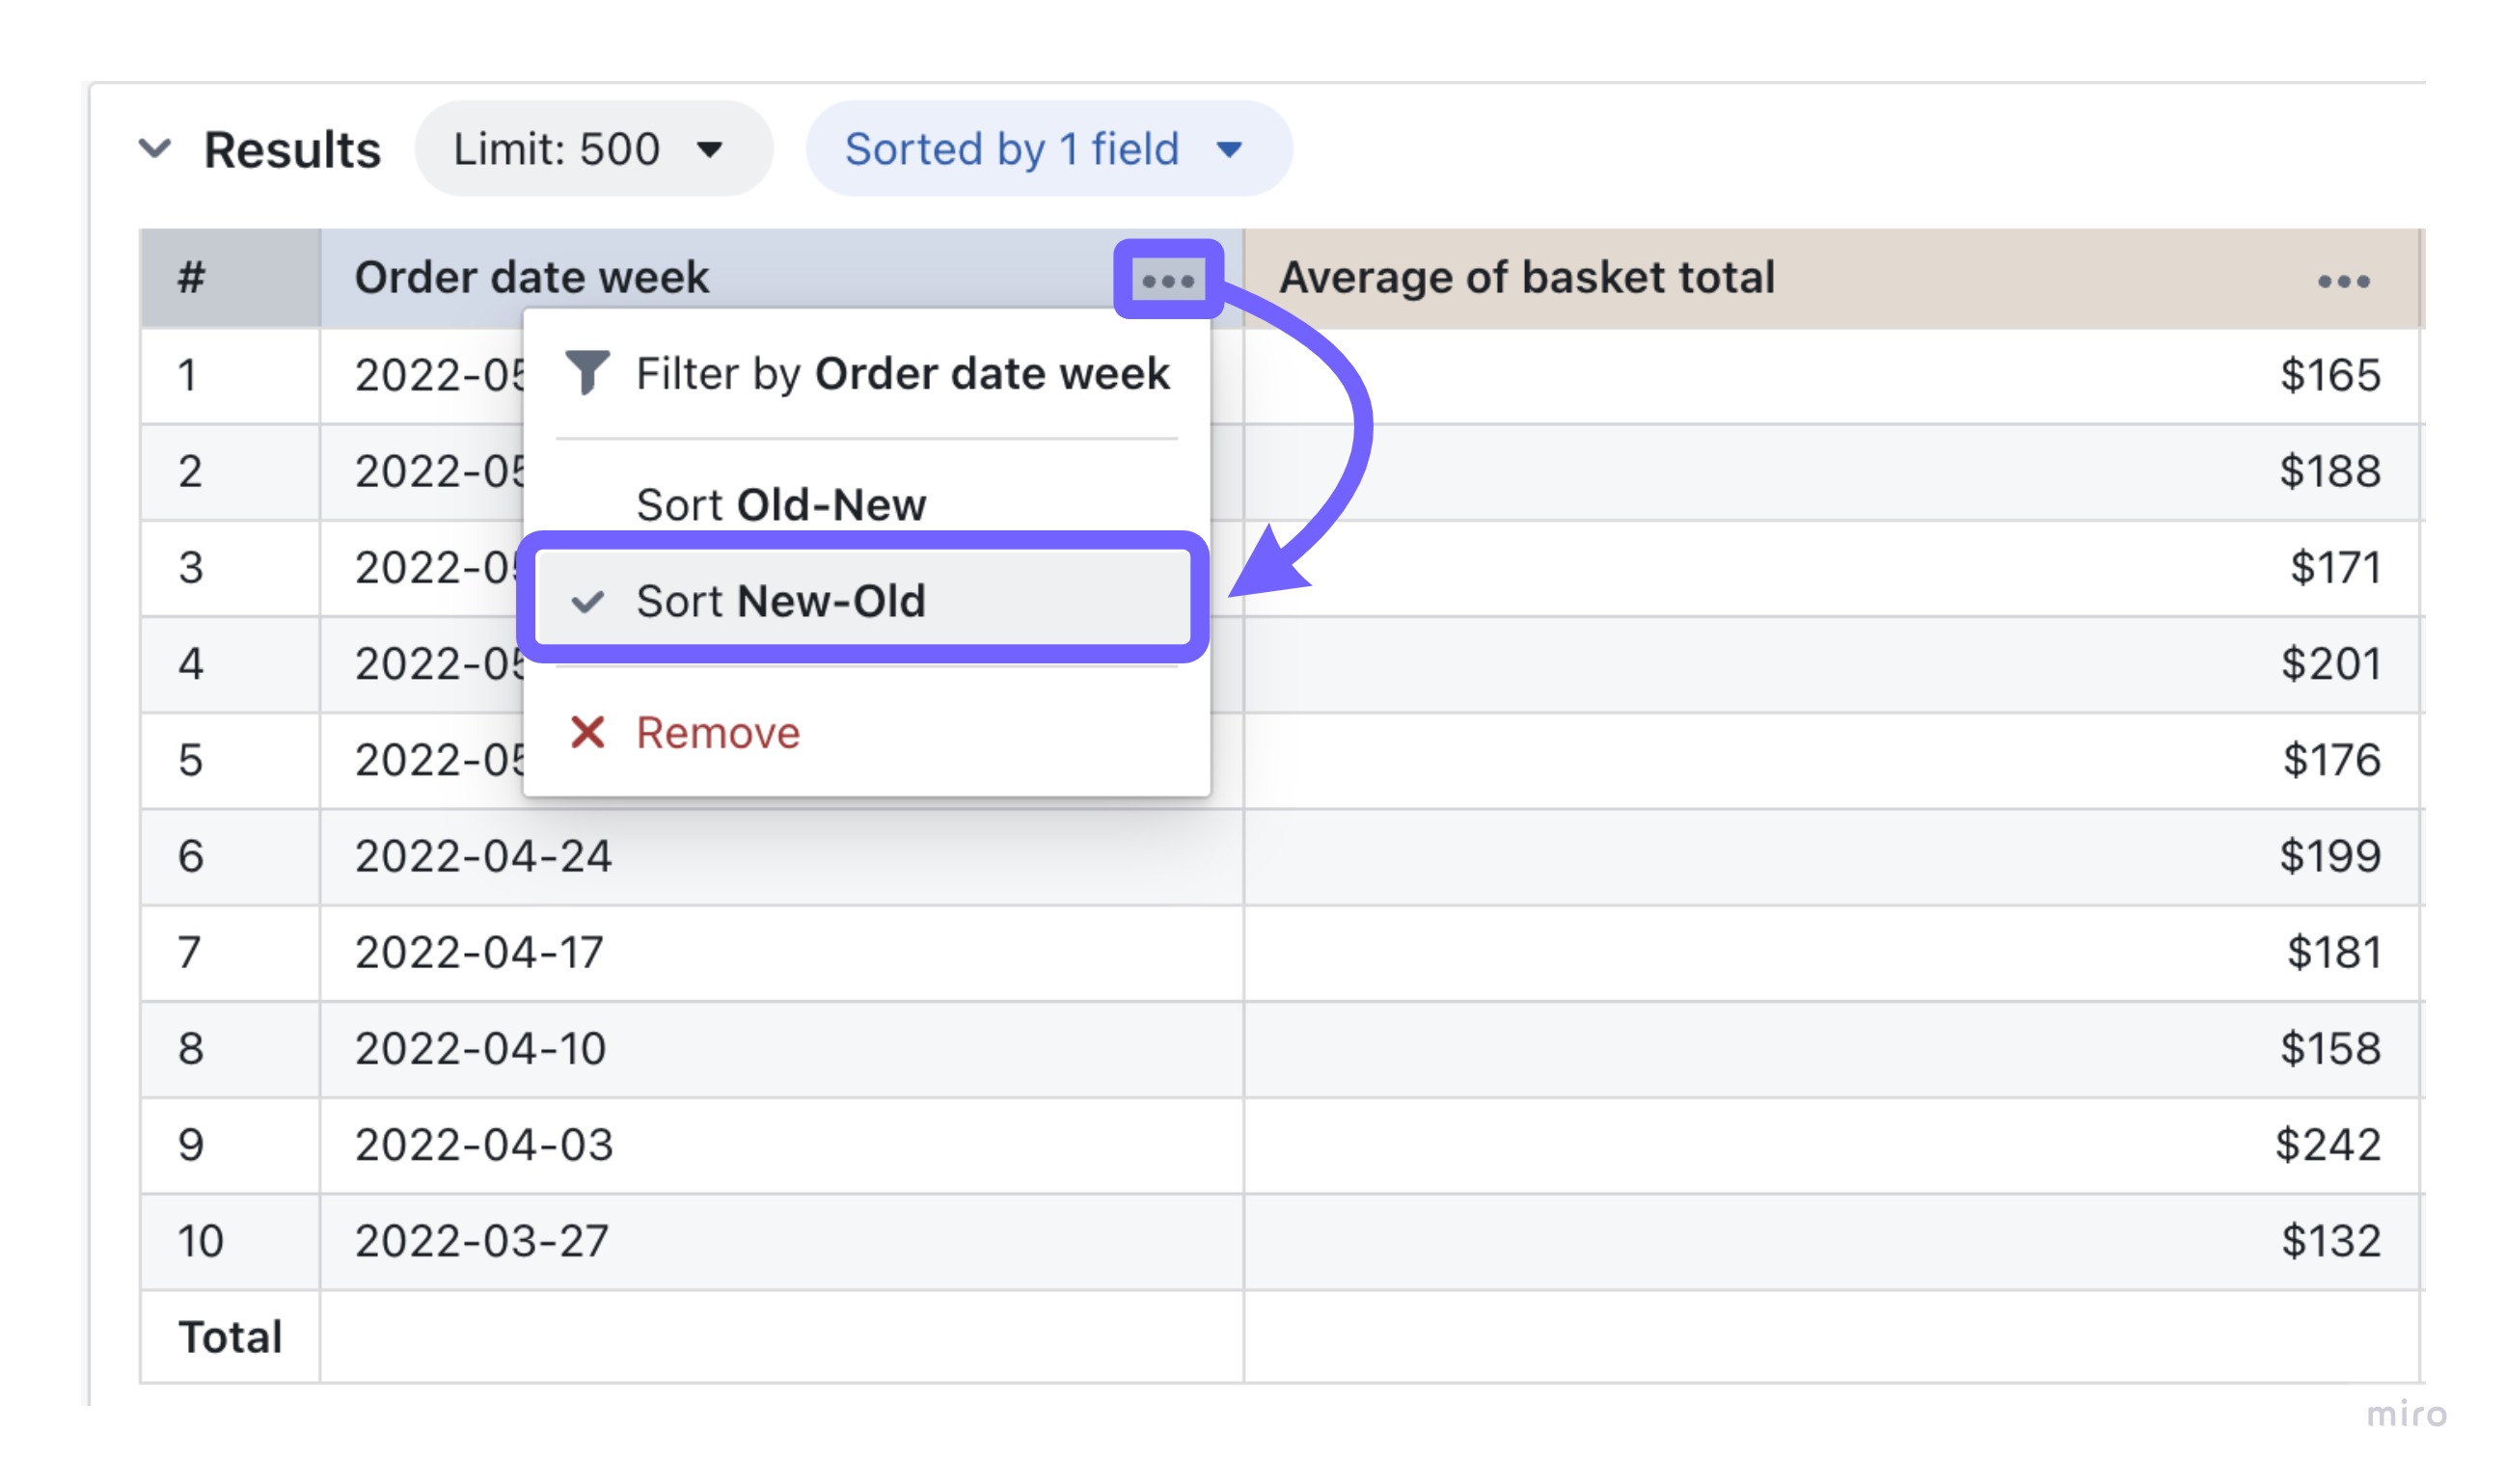 Results Limit: 500 Sorted by 1 field
# Order date week ••• Average of basket total •••
1 2022-05 $165
Filter by Order date week
2 2022-05 $188
Sort Old-New
3 2022-05 $171
Sort New-Old
4 2022-05 $201
Remove
5 2022-05 $176
6 2022-04-24 $199
7 2022-04-17 $181
8 2022-04-10 $158
9 2022-04-03 $242
10 2022-03-27 $132
Total
miro